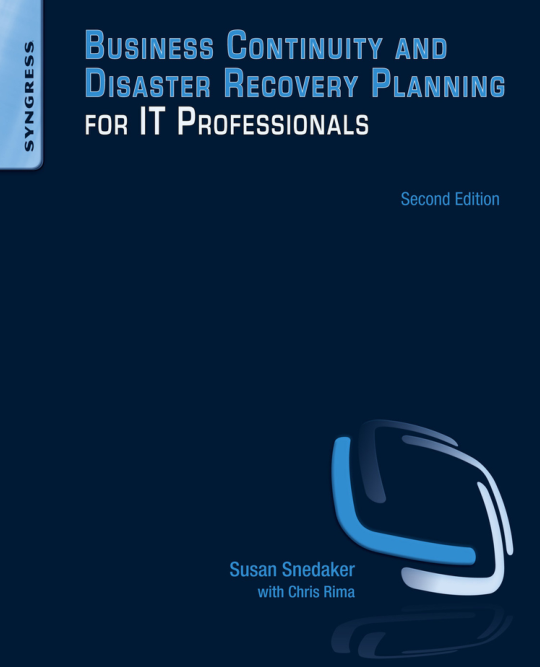 SYNGRESS
BUSINESS CONTINUITY AND
DISASTER RECOVERY PLANNING
FOR IT PROFESSIONALS
Second Edition
Susan Snedaker
with Chris Rima